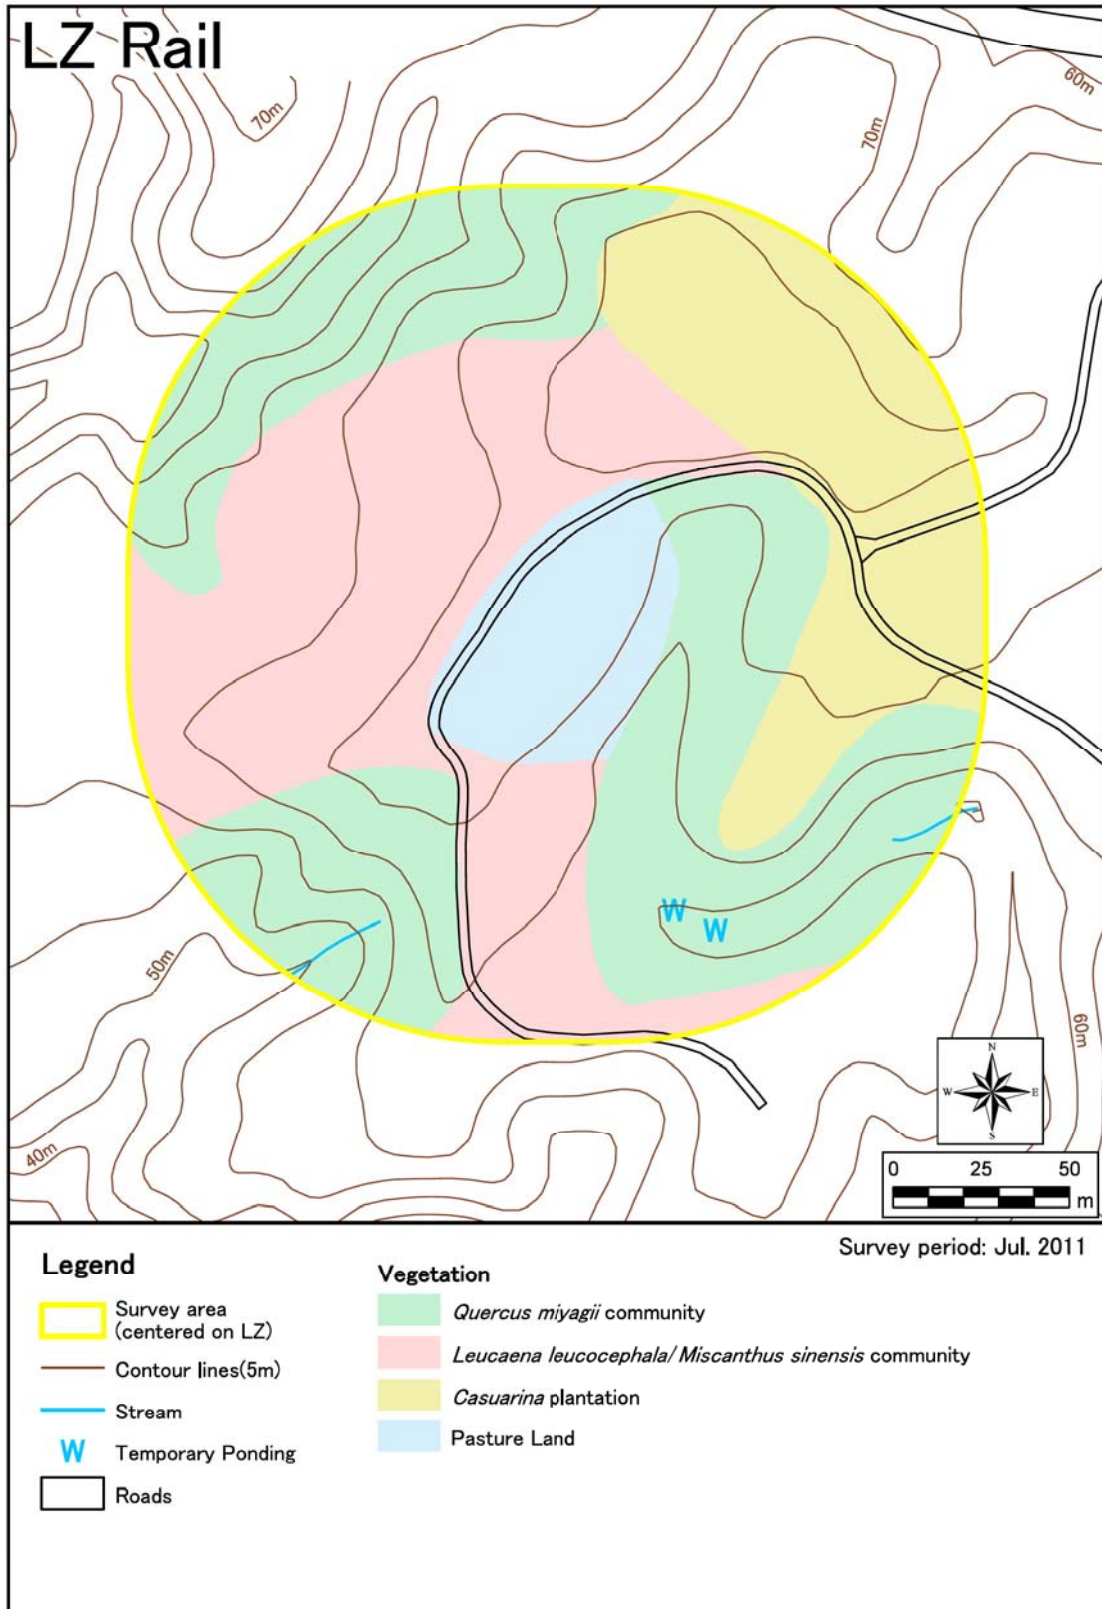 LZ Rail
60m
70m
70m
W
W
50m
60m
40m
N
W
E
S
0 25 50
m
Survey period: Jul. 2011
Legend
Survey area
(centered on LZ)
Contour lines(5m)
Stream
W Temporary Ponding
Roads
Vegetation
Quercus miyagii community
Leucaena leucocephala/Miscanthus sinensis community
Casuarina plantation
Pasture Land